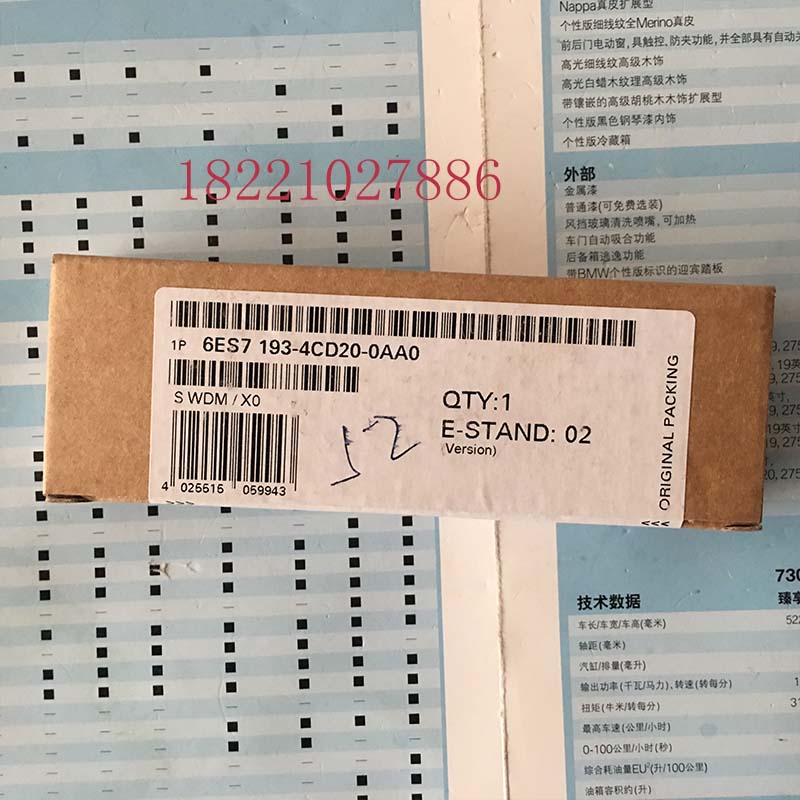 Nappa真皮扩展型
个性版细线纹全Merino真皮
前后门电动窗,具触控、防夹功能,并全部具有自动关
高光细线纹高级木饰
高光白蜡木纹理高级木饰
带镶嵌的高级胡桃木木饰扩展型
个性版黑色钢琴漆内饰
个性版冷藏箱
18221027886
外部
金属漆
普通漆(可免费选装)
风挡玻璃清洗喷嘴,可加热
车门自动吸合功能
后备箱逃逸功能
带BMW个性版标识的迎宾踏板
1P 6ES7 193-4CD20-0AA0
S WDM / X0
QTY:1
E-STAND: 02
(Version)
52
4 025515 059943
ORIGINAL PACKING
730
技术数据
臻享
车长/车宽/车高(毫米)
522
轴距(毫米)
汽缸/排量(毫升)
输出功率(千瓦/马力),转速(转每分)
扭矩(牛米/转每分)
最高车速(公里/小时)
0-100公里/小时(秒)
综合耗油量EU²(升/100公里)
油箱容积约(升)